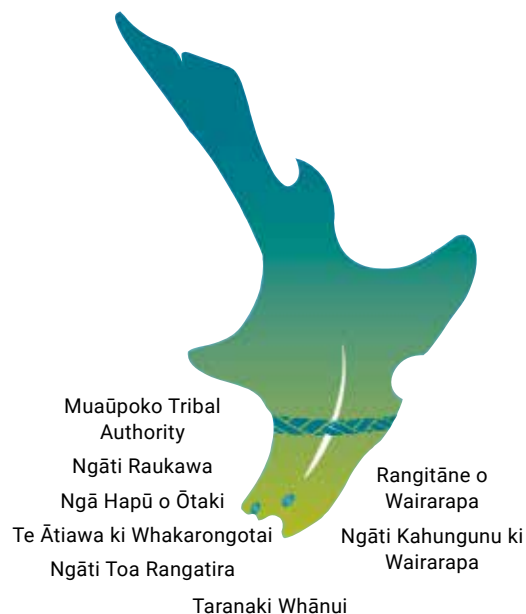 Muaūpoko Tribal
Authority
Ngāti Raukawa
Ngā Hapū o Ōtaki
Te Ātiawa ki Whakarongotai
Ngāti Toa Rangatira
Rangitāne o
Wairarapa
Ngāti Kahungunu ki
Wairarapa
Taranaki Whānui